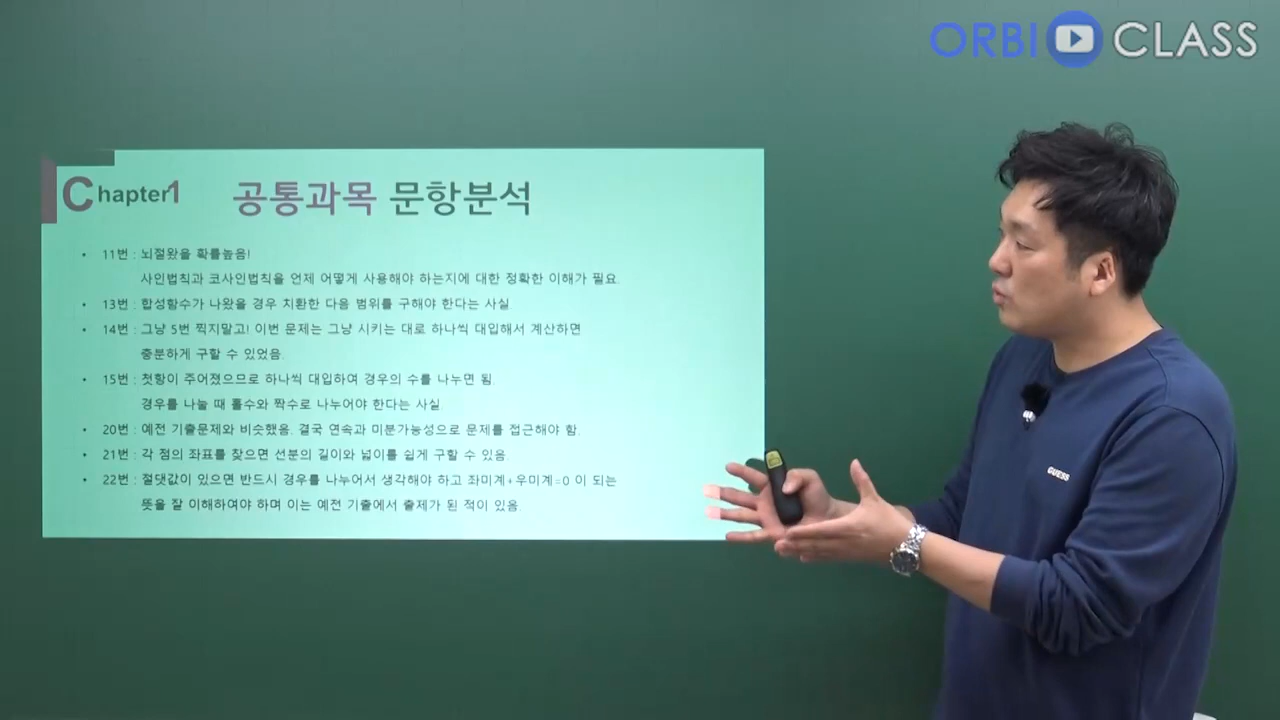 ORBI CLASS
Chapter1 공통과목 문항분석
• 11번 : 뇌절왔을 확률높음!
사인법칙과 코사인법칙을 언제 어떻게 사용해야 하는지에 대한 정확한 이해가 필요.
• 13번 : 합성함수가 나왔을 경우 치환한 다음 범위를 구해야 한다는 사실
• 14번 : 그냥 5번 찍지말고! 이번 문제는 그냥 시키는 대로 하나씩 대입해서 계산하면
충분하게 구할 수 있었음.
• 15번 : 첫항이 주어졌으므로 하나씩 대입하여 경우의 수를 나누면 됨.
경우를 나눌 때 홀수와 짝수로 나누어야 한다는 사실
• 20번 : 예전 기출문제와 비슷했음. 결국 연속과 미분가능성으로 문제를 접근해야 함.
• 21번 : 각 점의 좌표를 찾으면 선분의 길이와 넓이를 쉽게 구할 수 있음.
• 22번 : 절댓값이 있으면 반드시 경우를 나누어서 생각해야 하고 좌미계+우미계=0 이 되는
뜻을 잘 이해하여야 하며 이는 예전 기출에서 출제가 된 적이 있음.
GUESS